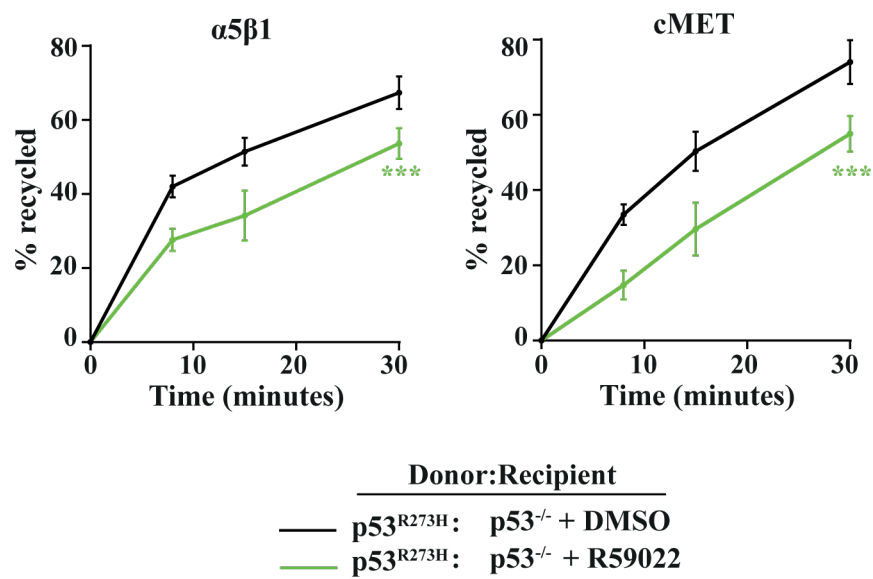 α5β1
80
60
40
20
0
% recycled
***
0 10 20 30
Time (minutes)
cMET
80
60
40
20
0
% recycled
***
0 10 20 30
Time (minutes)
Donor:Recipient
p53R273H: p53-/- + DMSO
p53R273H: p53-/- + R59022